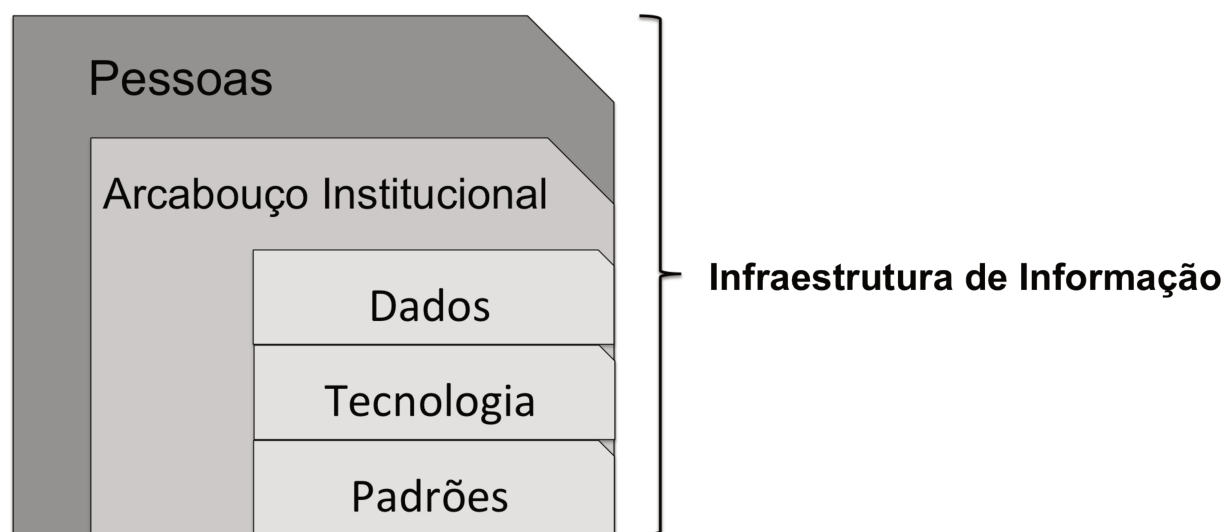 Pessoas
Arcabouço Institucional
Dados
Tecnologia
Padrões
Infraestrutura de Informação